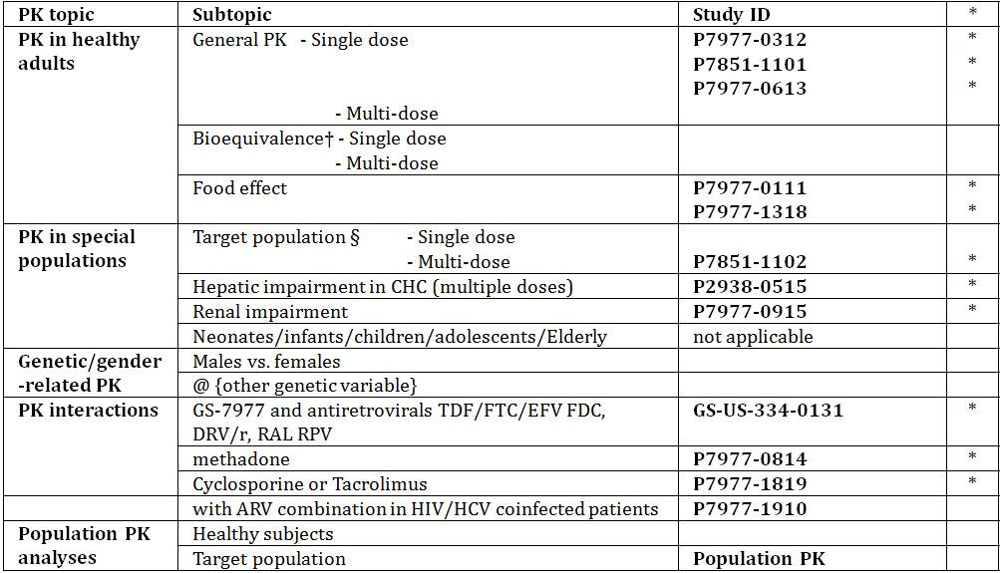 PK topic Subtopic Study ID *
PK in healthy General PK - Single dose P7977-0312 *
adults P7851-1101 *
P7977-0613 *
- Multi-dose
Bioequivalence† - Single dose
- Multi-dose
Food effect P7977-0111 *
P7977-1318 *
PK in special Target population § - Single dose
populations - Multi-dose P7851-1102 *
Hepatic impairment in CHC (multiple doses) P2938-0515 *
Renal impairment P7977-0915 *
Neonates/infants/children/adolescents/Elderly not applicable
Genetic/gender Males vs. females
-related PK @ {other genetic variable}
PK interactions GS-7977 and antiretrovirals TDF/FTC/EFV FDC, GS-US-334-0131 *
DRV/r, RAL RPV
methadone P7977-0814 *
Cyclosporine or Tacrolimus P7977-1819 *
with ARV combination in HIV/HCV coinfected patients P7977-1910
Population PK Healthy subjects
analyses Target population Population PK